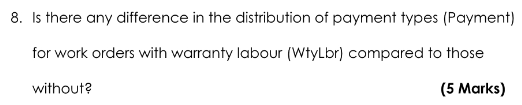 8. Is there any difference in the distribution of payment types (Payment)
for work orders with warranty labour (WtyLbr) compared to those
without? (5 Marks)